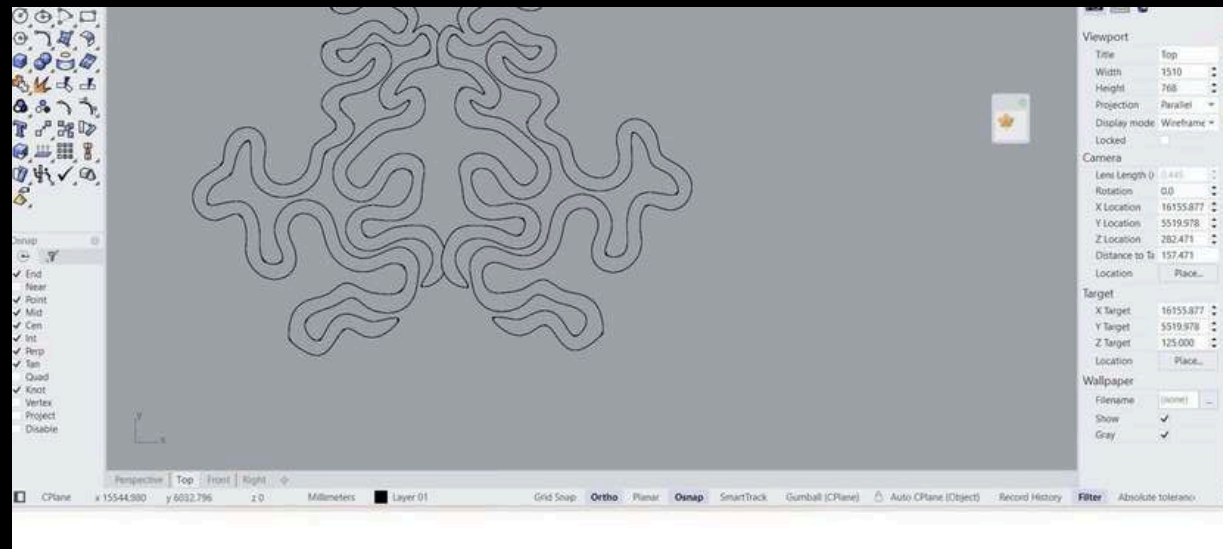 Osnap
End
Near
Point
Mid
Cen
Int
Perp
Tan
Quad
Knot
Vertex
Project
Disable
y
x
Perspective Top Front Right
CPlane x 15544.980 y 6032.796 z 0 Millimeters Layer 01 Grid Snap Ortho Planar Osnap SmartTrack Gumball (CPlane) Auto CPlane (Object) Record History Filter Absolute toleranc
Viewport
Title Top
Width 1510
Height 768
Projection Parallel
Display mode Wireframe
Locked
Camera
Lens Length (
Rotation 0.0
X Location 16155.877
Y Location 5519.978
Z Location 282.471
Distance to Ta 157.471
Location Place...
Target
X Target 16155.877
Y Target 5519.978
Z Target 125.000
Location Place...
Wallpaper
Filename (none) ...
Show
Gray